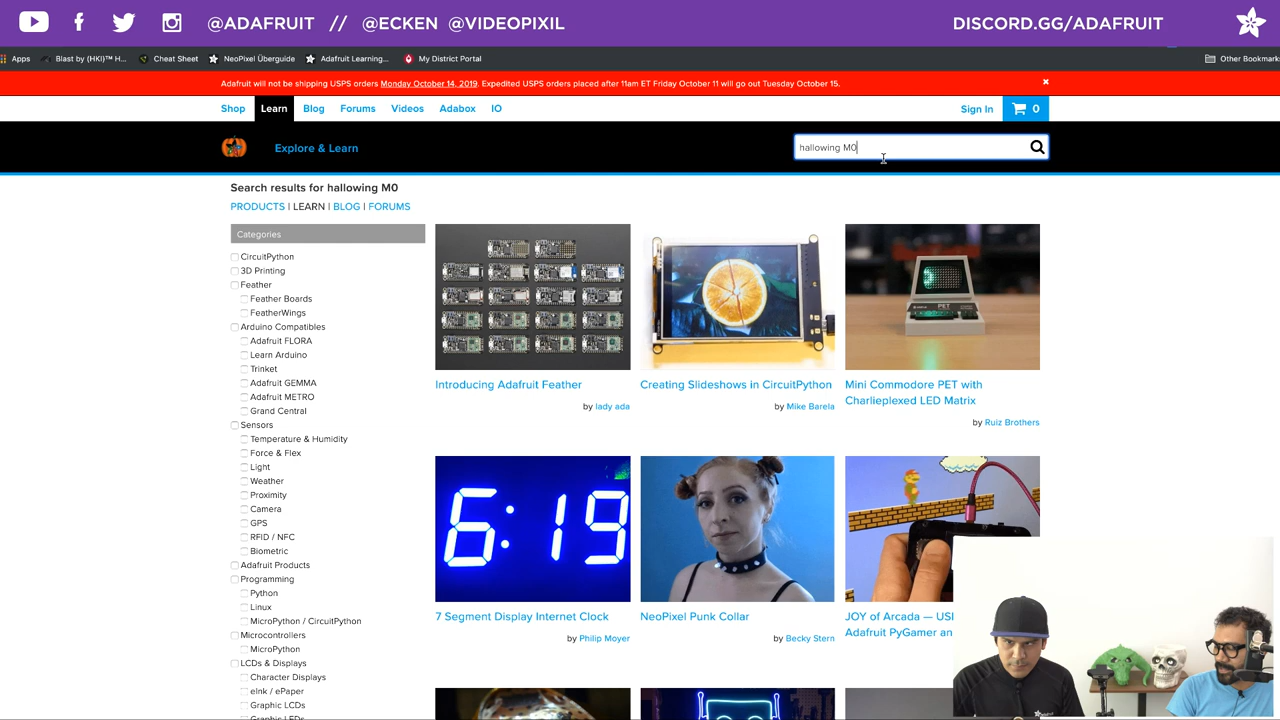 @ADAFRUIT // @ECKEN @VIDEOPIXIL
DISCORD.GG/ADAFRUIT
Apps
Blast by (HKI)™ H...
Cheat Sheet
NeoPixel Überguide
Adafruit Learning...
My District Portal
Other Bookmarks
Adafruit will not be shipping USPS orders Monday October 14, 2019. Expedited USPS orders placed after 11am ET Friday October 11 will go out Tuesday October 15.
Shop
Learn
Blog
Forums
Videos
Adabox
IO
Sign In
0
Explore & Learn
hallowing M0
Search results for hallowing M0
PRODUCTS | LEARN | BLOG | FORUMS
Categories
CircuitPython
3D Printing
Feather
Feather Boards
FeatherWings
Arduino Compatibles
Adafruit FLORA
Learn Arduino
Trinket
Adafruit GEMMA
Adafruit METRO
Grand Central
Sensors
Temperature & Humidity
Force & Flex
Light
Weather
Proximity
Camera
GPS
RFID / NFC
Biometric
Adafruit Products
Programming
Python
Linux
MicroPython / CircuitPython
Microcontrollers
MicroPython
LCDs & Displays
Character Displays
eInk / ePaper
Graphic LCDs
Graphic LEDs
Introducing Adafruit Feather
by lady ada
Creating Slideshows in CircuitPython
by Mike Barela
PET
Mini Commodore PET with
Charlieplexed LED Matrix
by Ruiz Brothers
6:19
7 Segment Display Internet Clock
by Philip Moyer
NeoPixel Punk Collar
by Becky Stern
JOY of Arcada — USI
Adafruit PyGamer an